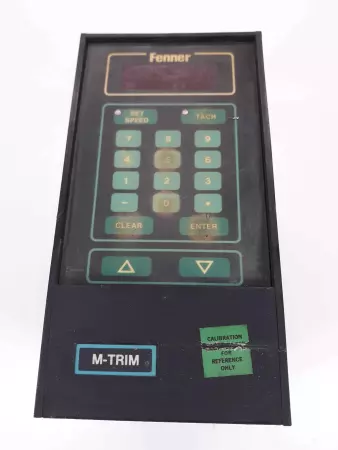 Fenner
SET SPEED
TACH
7 8 9
4 5 6
1 2 3
0
CLEAR ENTER
M-TRIM
CALIBRATION
FOR
REFERENCE
ONLY